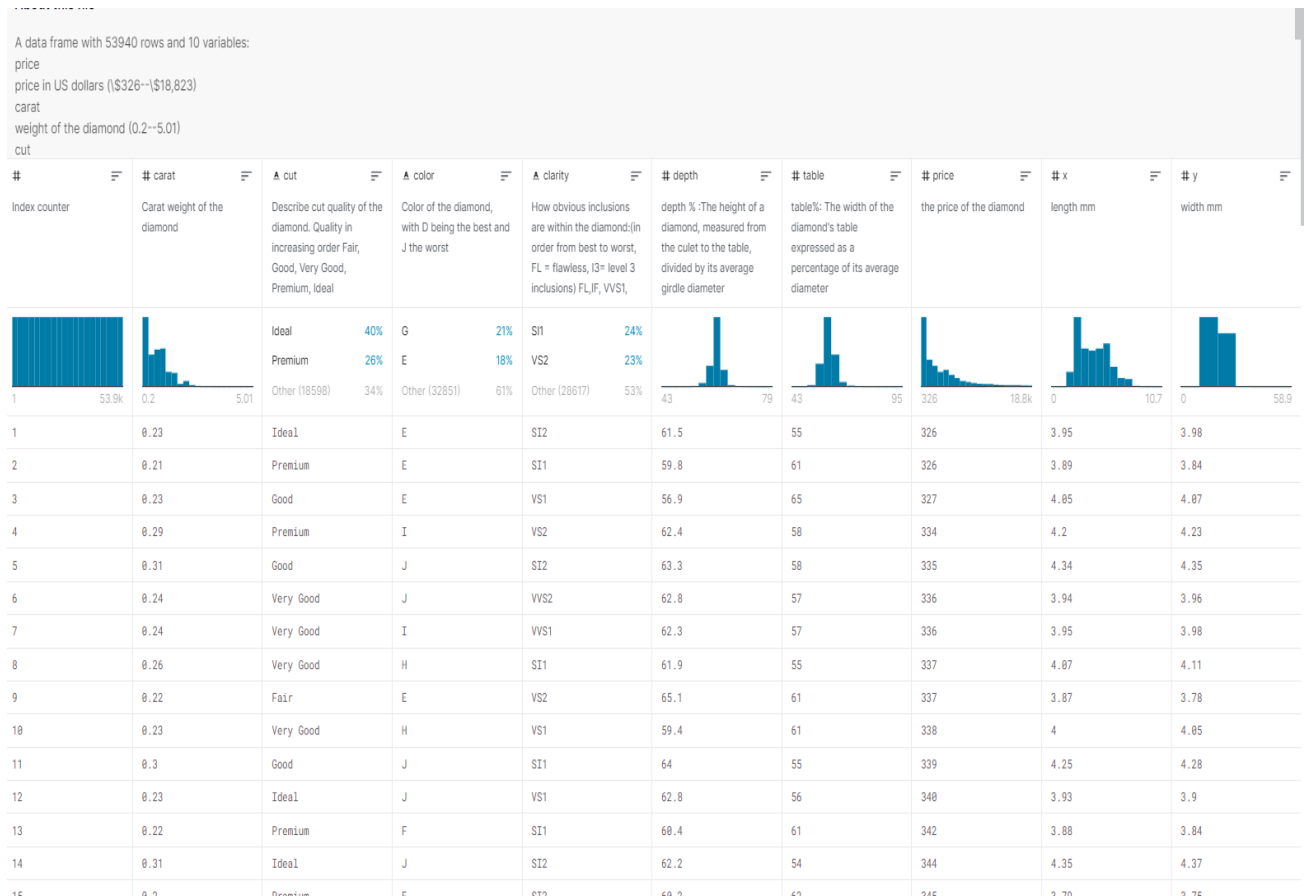 A data frame with 53940 rows and 10 variables:
price
price in US dollars (\$326--\$18,823)
carat
weight of the diamond (0.2--5.01)
cut
# # carat A cut A color A clarity # depth # table # price # x # y
Index counter Carat weight of the Describe cut quality of the Color of the diamond, How obvious inclusions depth % :The height of a table%: The width of the the price of the diamond length mm width mm
diamond diamond. Quality in with D being the best and are within the diamond:(in diamond, measured from diamond's table
increasing order Fair, J the worst order from best to worst, the culet to the table, expressed as a
Good, Very Good, FL = flawless, I3= level 3 divided by its average percentage of its average
Premium, Ideal inclusions) FL,IF, VVS1, girdle diameter diameter
Ideal 40% G 21% SI1 24%
Premium 26% E 18% VS2 23%
Other (18598) 34% Other (32851) 61% Other (28617) 53%
1 53.9k 0.2 5.01 43 79 43 95 326 18.8k 0 10.7 0 58.9
1 0.23 Ideal E SI2 61.5 55 326 3.95 3.98
2 0.21 Premium E SI1 59.8 61 326 3.89 3.84
3 0.23 Good E VS1 56.9 65 327 4.05 4.07
4 0.29 Premium I VS2 62.4 58 334 4.2 4.23
5 0.31 Good J SI2 63.3 58 335 4.34 4.35
6 0.24 Very Good J VVS2 62.8 57 336 3.94 3.96
7 0.24 Very Good I VVS1 62.3 57 336 3.95 3.98
8 0.26 Very Good H SI1 61.9 55 337 4.07 4.11
9 0.22 Fair E VS2 65.1 61 337 3.87 3.78
10 0.23 Very Good H VS1 59.4 61 338 4 4.05
11 0.3 Good J SI1 64 55 339 4.25 4.28
12 0.23 Ideal J VS1 62.8 56 340 3.93 3.9
13 0.22 Premium F SI1 60.4 61 342 3.88 3.84
14 0.31 Ideal J SI2 62.2 54 344 4.35 4.37